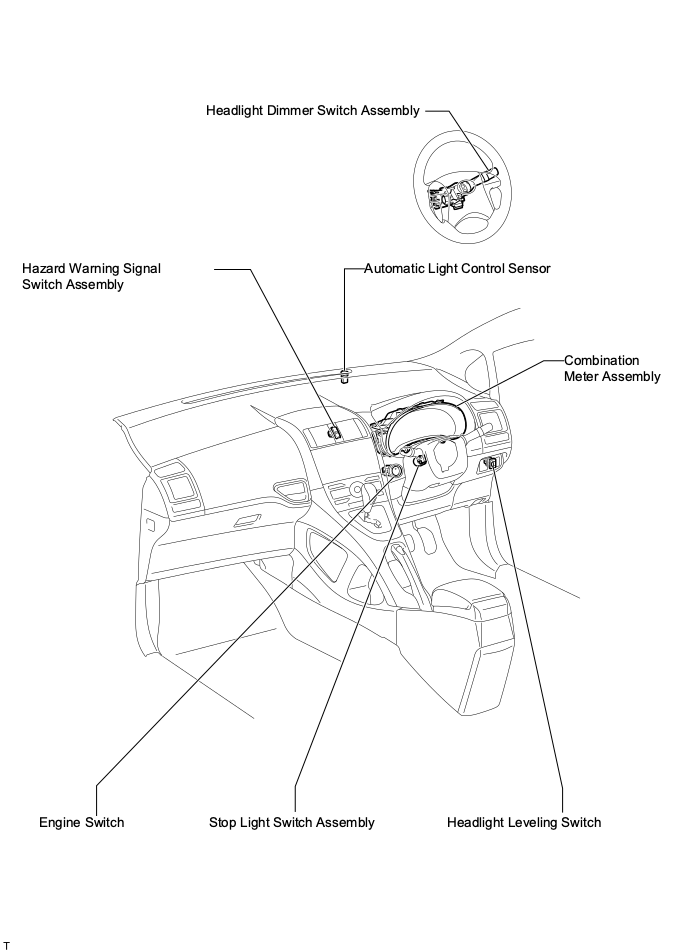 Headlight Dimmer Switch Assembly
Hazard Warning Signal
Switch Assembly
Automatic Light Control Sensor
Combination
Meter Assembly
Engine Switch
Stop Light Switch Assembly
Headlight Leveling Switch
T